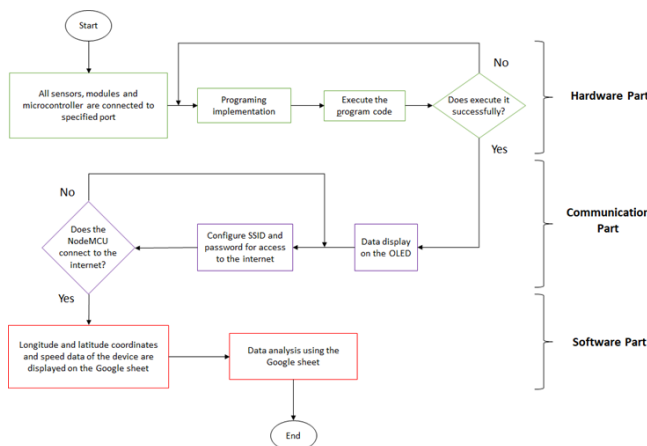 Start
No
All sensors, modules and
microcontroller are connected to
specified port
Programing
implementation
Execute the
program code
Does execute it
successfully?
Hardware Part
Yes
No
Does the
NodeMCU
connect to the
internet?
Configure SSID and
password for access
to the internet
Data display
on the OLED
Communication
Part
Yes
Longitude and latitude coordinates
and speed data of the device are
displayed on the Google sheet
Data analysis using the
Google sheet
Software Part
End